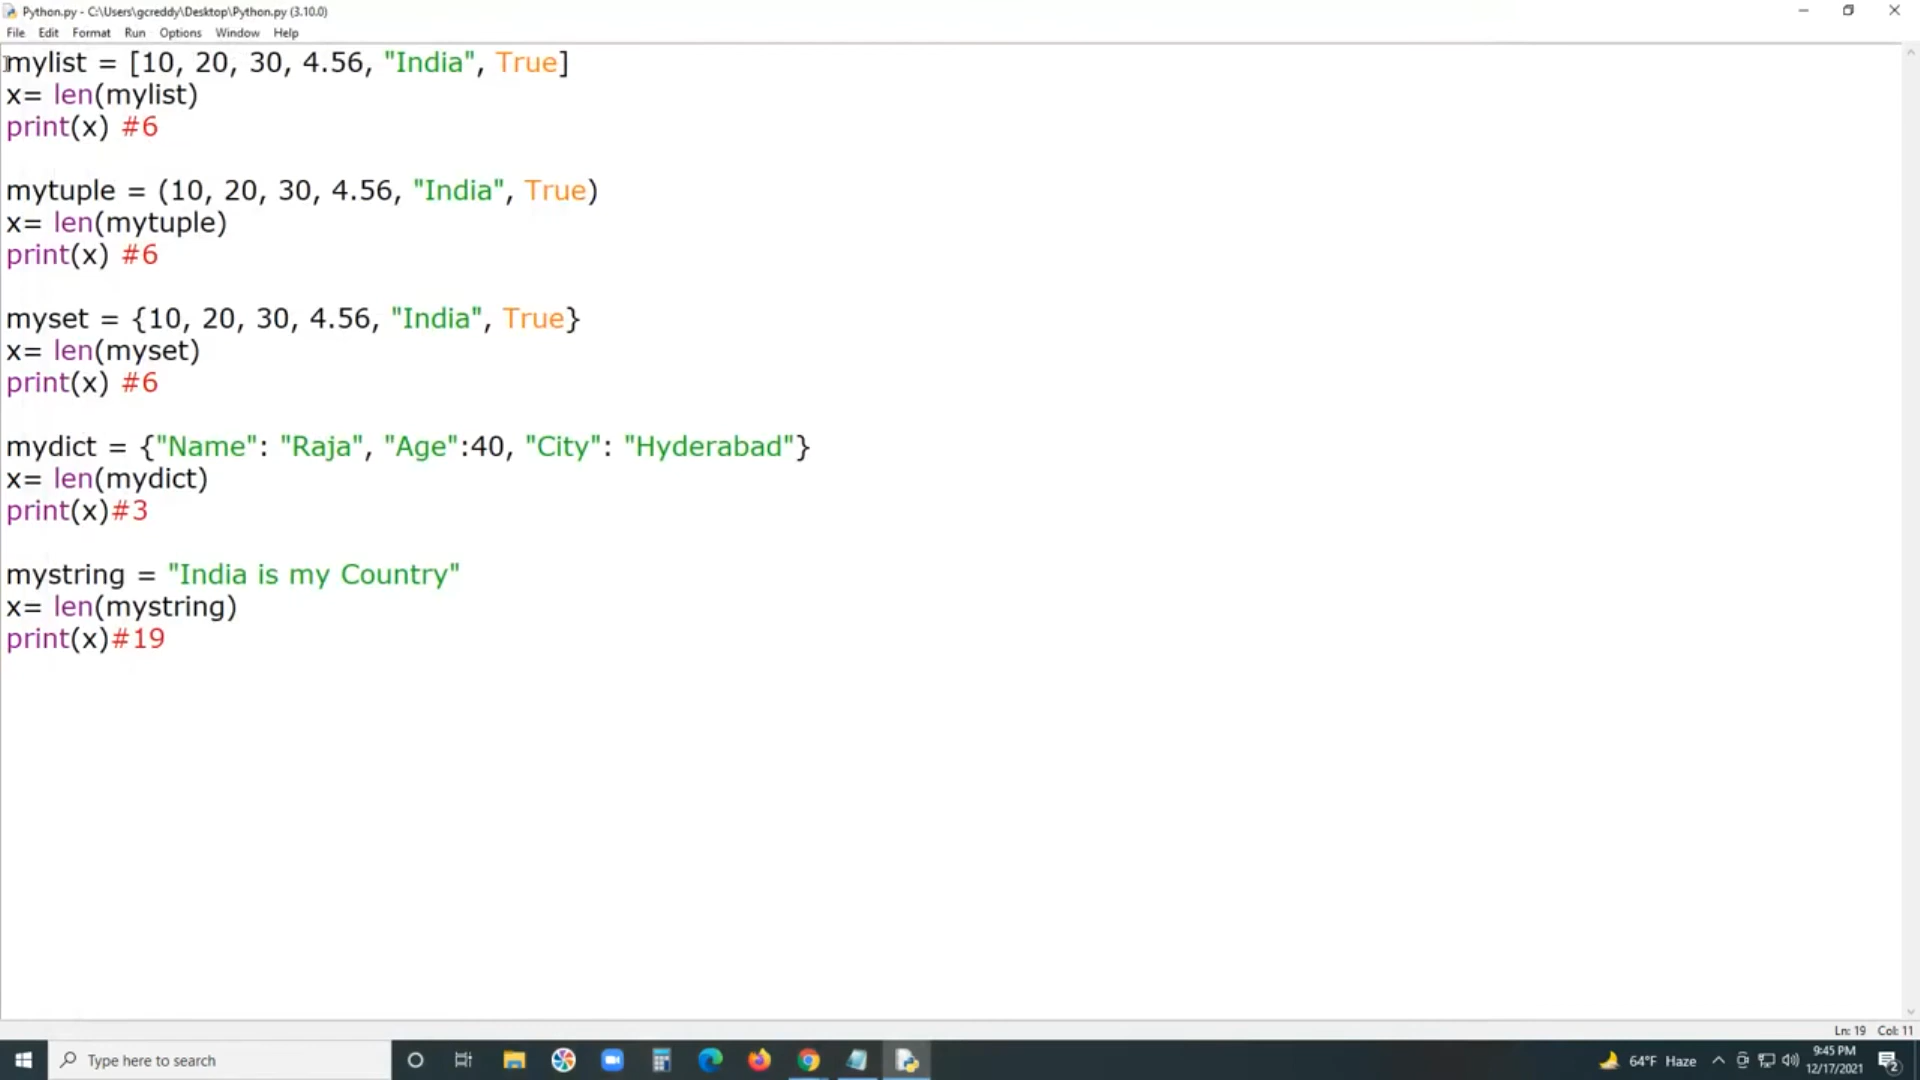 Python.py - C:\Users\gcreddy\Desktop\Python.py (3.10.0)
File Edit Format Run Options Window Help
mylist = [10, 20, 30, 4.56, "India", True]
x= len(mylist)
print(x) #6
mytuple = (10, 20, 30, 4.56, "India", True)
x= len(mytuple)
print(x) #6
myset = {10, 20, 30, 4.56, "India", True}
x= len(myset)
print(x) #6
mydict = {"Name": "Raja", "Age":40, "City": "Hyderabad"}
x= len(mydict)
print(x)#3
mystring = "India is my Country"
x= len(mystring)
print(x)#19
Ln: 19 Col: 11
Type here to search
64°F Haze
9:45 PM
12/17/2021
2